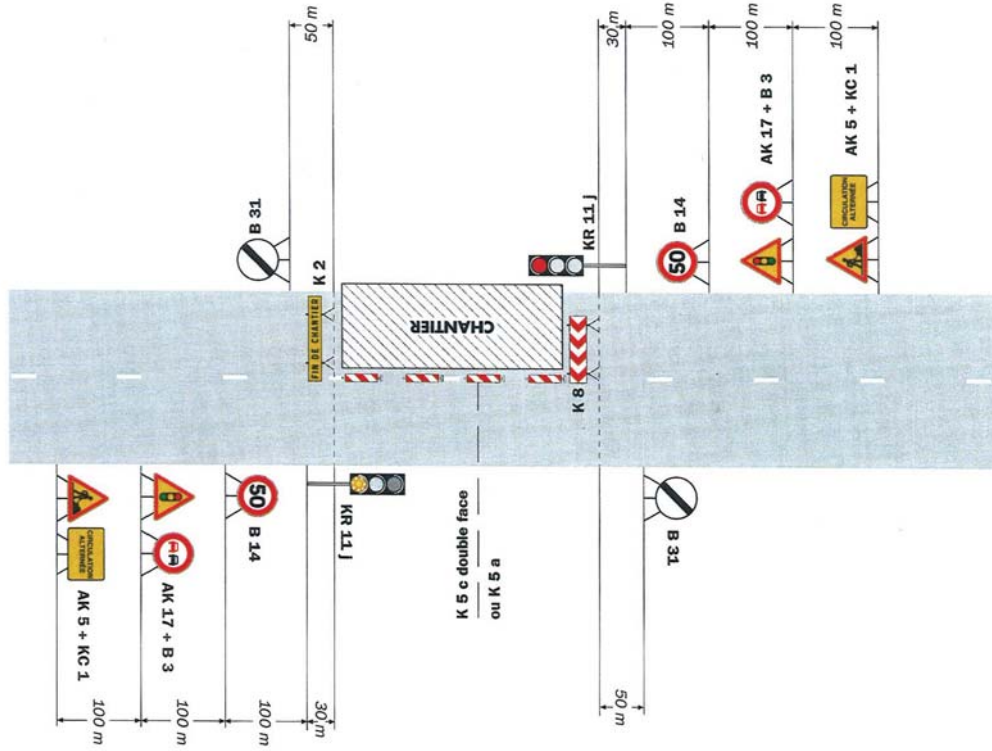 50 m
30 m
100 m
100 m
100 m
B 31
K 2
FIN DE CHANTIER
CHANTIER
KR 11 j
K 8
50
B 14
AK 17 + B 3
CIRCULATION
ALTERNÉE
AK 5 + KC 1
CIRCULATION
ALTERNÉE
AK 5 + KC 1
AK 17 + B 3
50
B 14
KR 11 j
K 5 c double face
ou K 5 a
B 31
100 m
100 m
100 m
30 m
50 m